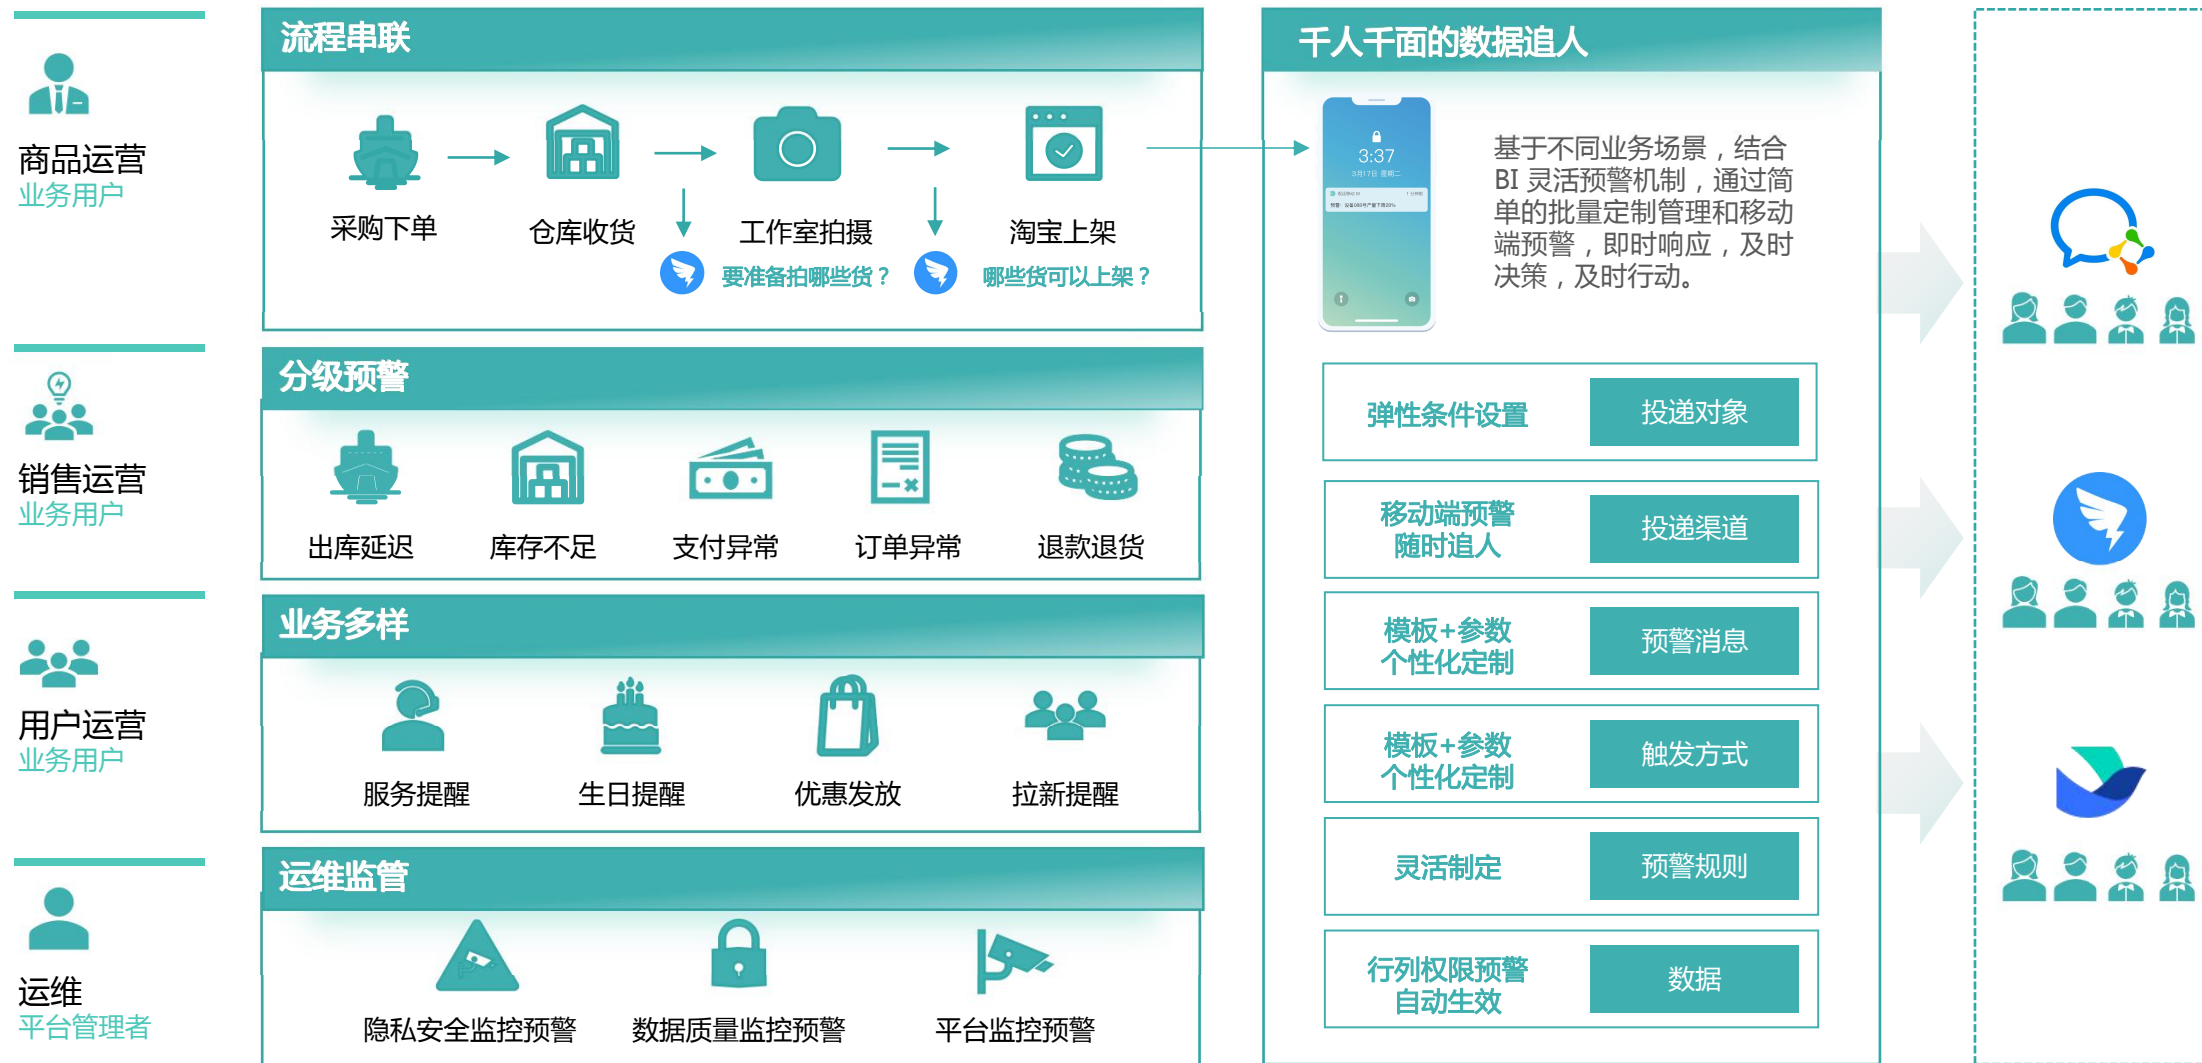 商品运营
业务用户
销售运营
业务用户
用户运营
业务用户
运维
平台管理者
流程串联
采购下单
仓库收货
工作室拍摄
淘宝上架
要准备拍哪些货？
哪些货可以上架？
分级预警
出库延迟
库存不足
支付异常
订单异常
退款退货
业务多样
服务提醒
生日提醒
优惠发放
拉新提醒
运维监管
隐私安全监控预警
数据质量监控预警
平台监控预警
千人千面的数据追人
3:37
3月17日 星期二
1 分钟前
基于不同业务场景，结合
BI 灵活预警机制，通过简
单的批量定制管理和移动
端预警，即时响应，及时
决策，及时行动。
弹性条件设置
投递对象
移动端预警
随时追人
投递渠道
模板+参数
个性化定制
预警消息
模板+参数
个性化定制
触发方式
灵活制定
预警规则
行列权限预警
自动生效
数据